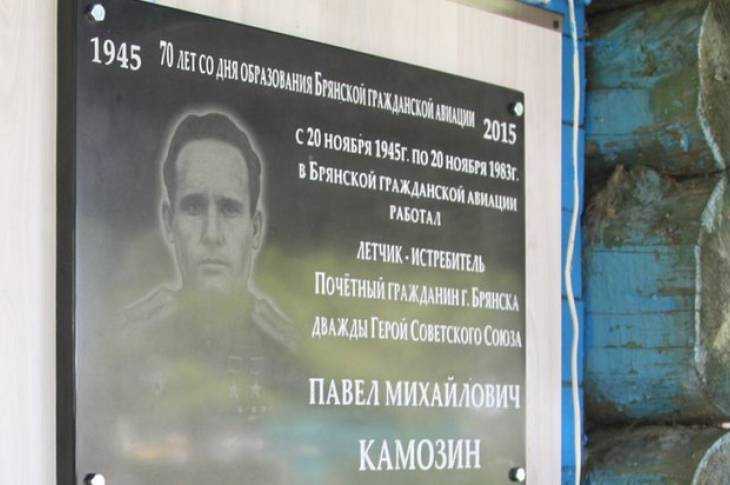 1945 70 ЛЕТ СО ДНЯ ОБРАЗОВАНИЯ БРЯНСКОЙ ГРАЖДАНСКОЙ АВИАЦИИ 2015
С 20 НОЯБРЯ 1945Г. ПО 20 НОЯБРЯ 1983Г.
В БРЯНСКОЙ ГРАЖДАНСКОЙ АВИАЦИИ
РАБОТАЛ
ЛЕТЧИК - ИСТРЕБИТЕЛЬ
ПОЧЁТНЫЙ ГРАЖДАНИН Г. БРЯНСКА
ДВАЖДЫ ГЕРОЙ СОВЕТСКОГО СОЮЗА
ПАВЕЛ МИХАЙЛОВИЧ
КАМОЗИН